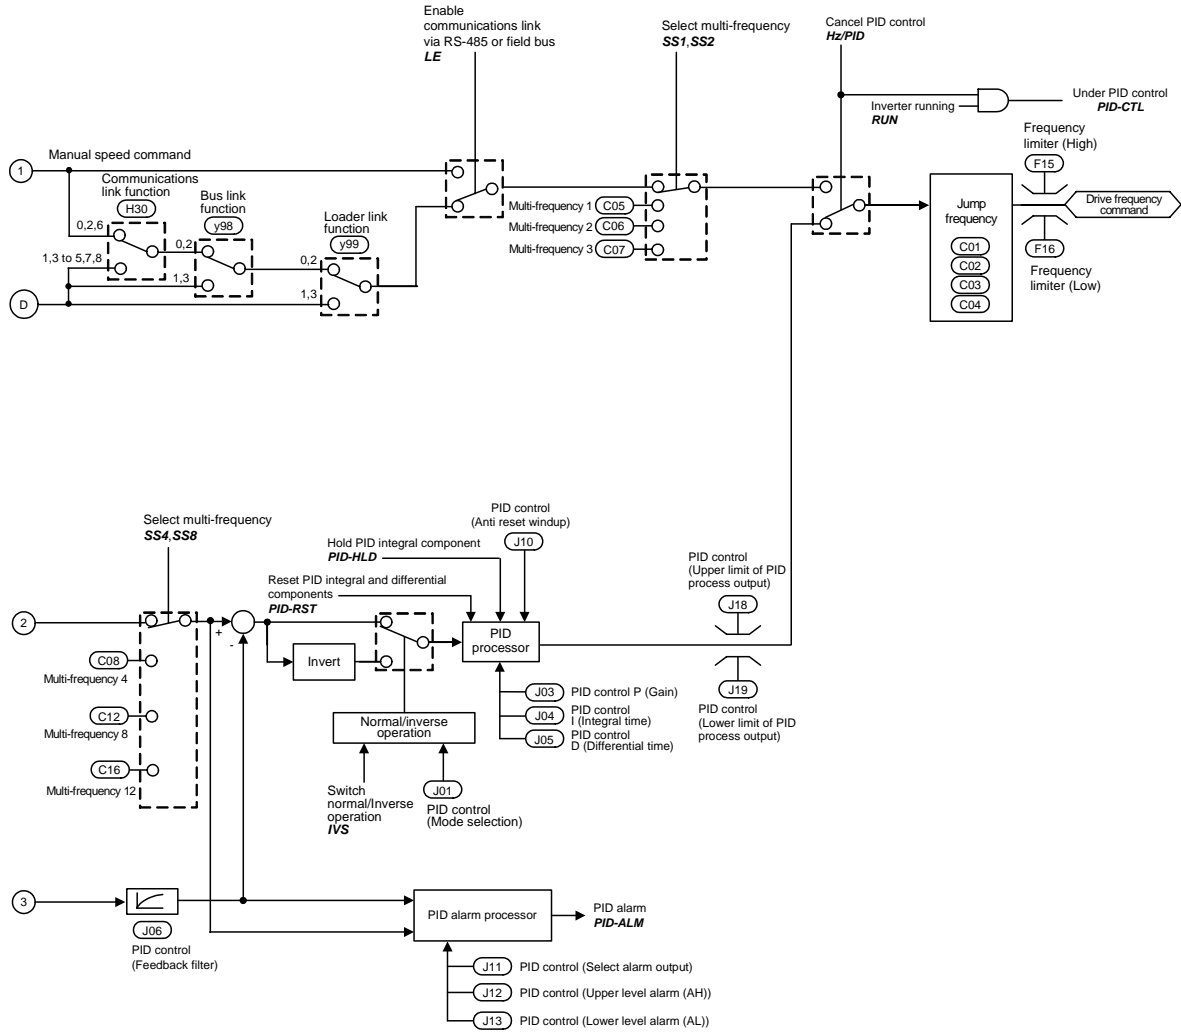 Enable
communications link
via RS-485 or field bus
LE
Select multi-frequency
SS1,SS2
Cancel PID control
Hz/PID
Inverter running
RUN
Under PID control
PID-CTL
Frequency
limiter (High)
F15
1
Manual speed command
Communications
link function
H30
Bus link
function
y98
Loader link
function
y99
0,2,6
0,2
0,2
1,3 to 5,7,8
1,3
1,3
D
Multi-frequency 1
C05
Multi-frequency 2
C06
Multi-frequency 3
C07
Jump
frequency
C01
C02
C03
C04
Drive frequency
command
F16
Frequency
limiter (Low)
Select multi-frequency
SS4,SS8
Hold PID integral component
PID-HLD
PID control
(Anti reset windup)
J10
Reset PID integral and differential
components
PID-RST
PID control
(Upper limit of PID
process output)
J18
2
+
-
C08
Multi-frequency 4
C12
Multi-frequency 8
C16
Multi-frequency 12
Invert
PID
processor
J19
PID control
(Lower limit of PID
process output)
J03
PID control P (Gain)
J04
PID control
I (Integral time)
J05
PID control
D (Differential time)
Normal/inverse
operation
Switch
normal/Inverse
operation
IVS
J01
PID control
(Mode selection)
3
J06
PID control
(Feedback filter)
PID alarm processor
PID alarm
PID-ALM
J11
PID control (Select alarm output)
J12
PID control (Upper level alarm (AH))
J13
PID control (Lower level alarm (AL))